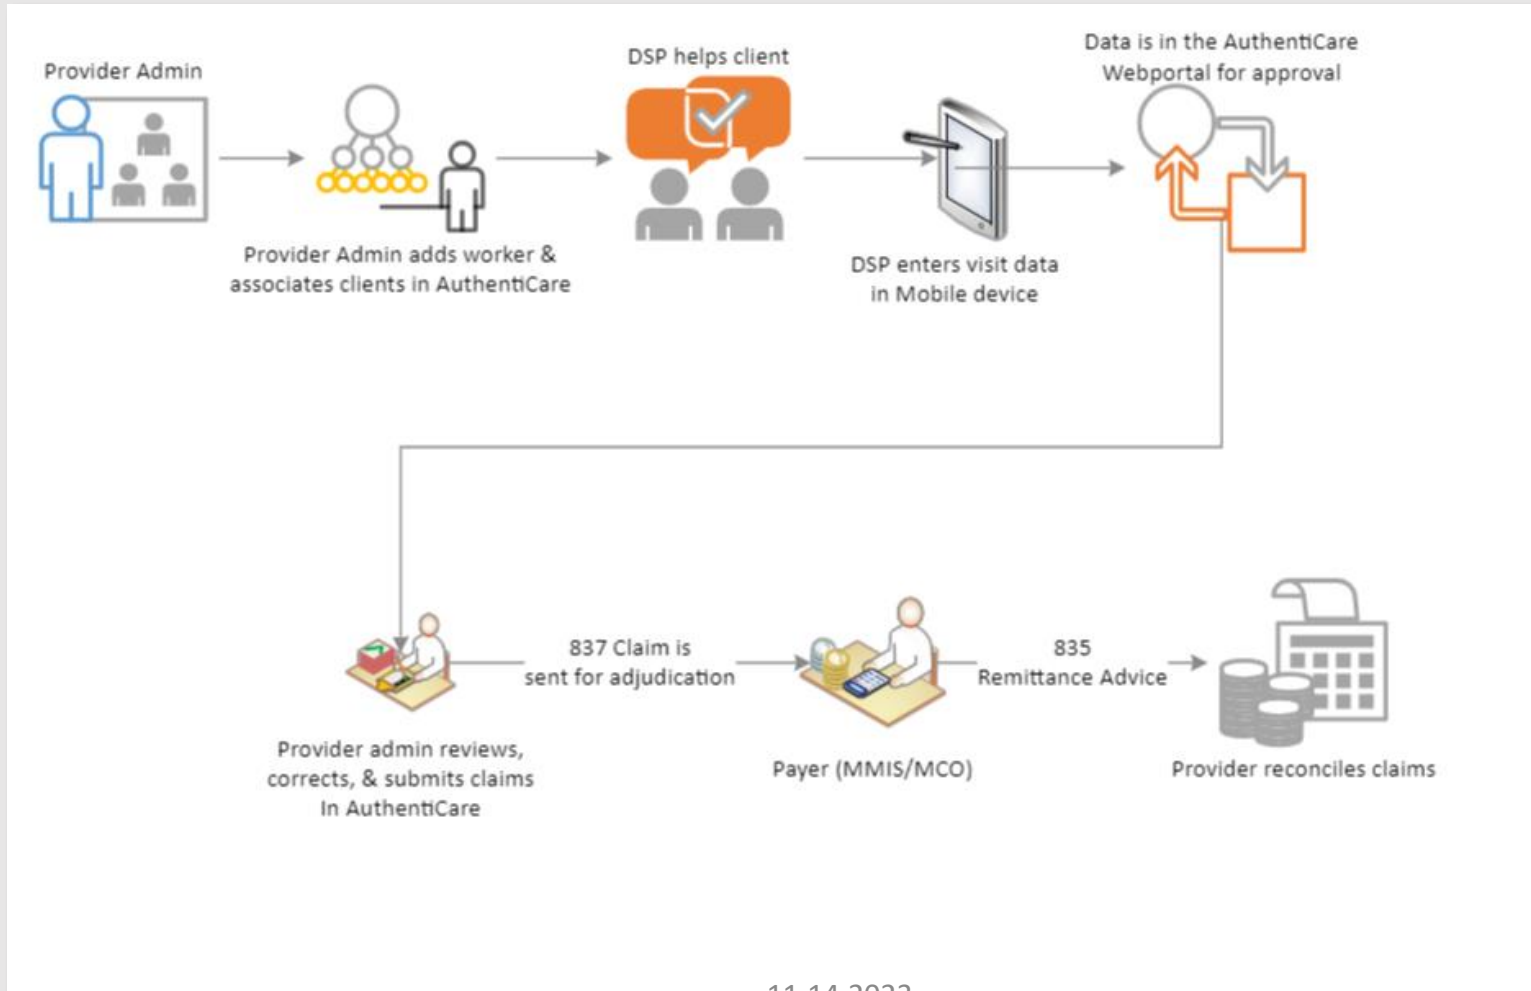 Provider Admin
Provider Admin adds worker &
associates clients in AuthentiCare
DSP helps client
DSP enters visit data
in Mobile device
Data is in the AuthentiCare
Webportal for approval
Provider admin reviews,
corrects, & submits claims
In AuthentiCare
837 Claim is
sent for adjudication
Payer (MMIS/MCO)
835
Remittance Advice
Provider reconciles claims